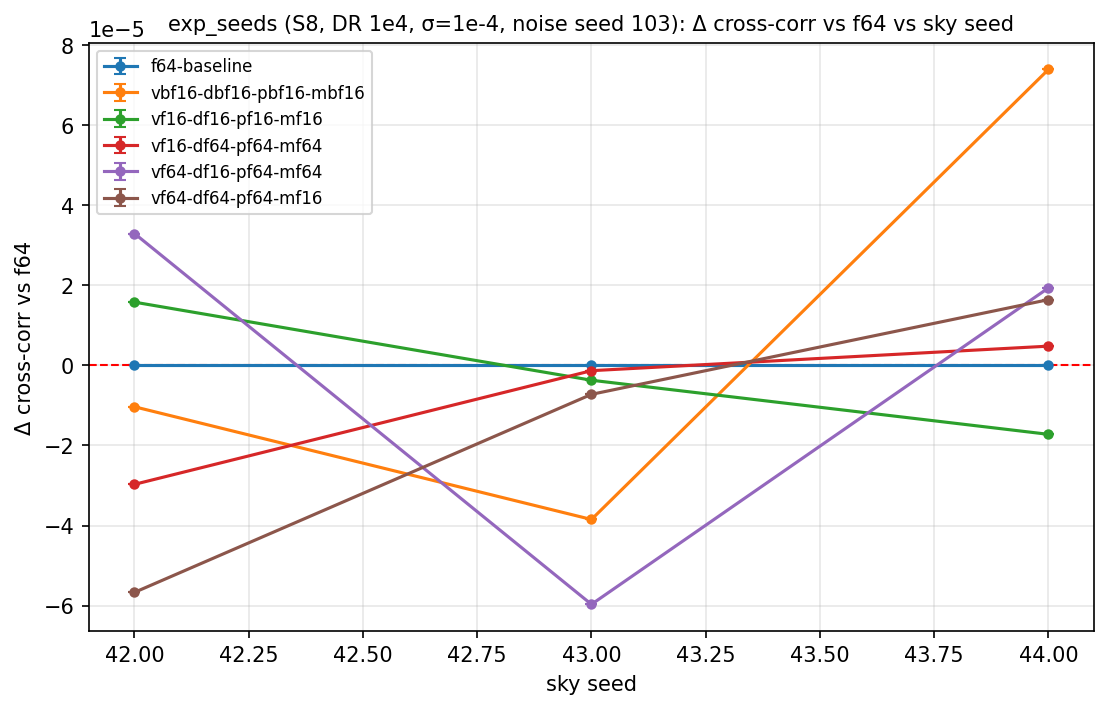 exp_seeds (S8, DR 1e4, σ=1e-4, noise seed 103): Δ cross-corr vs f64 vs sky seed
1e−5
f64-baseline
vbf16-dbf16-pbf16-mbf16
vf16-df16-pf16-mf16
vf16-df64-pf64-mf64
vf64-df16-pf64-mf64
vf64-df64-pf64-mf16
8
6
4
2
0
−2
−4
−6
Δ cross-corr vs f64
42.00 42.25 42.50 42.75 43.00 43.25 43.50 43.75 44.00
sky seed